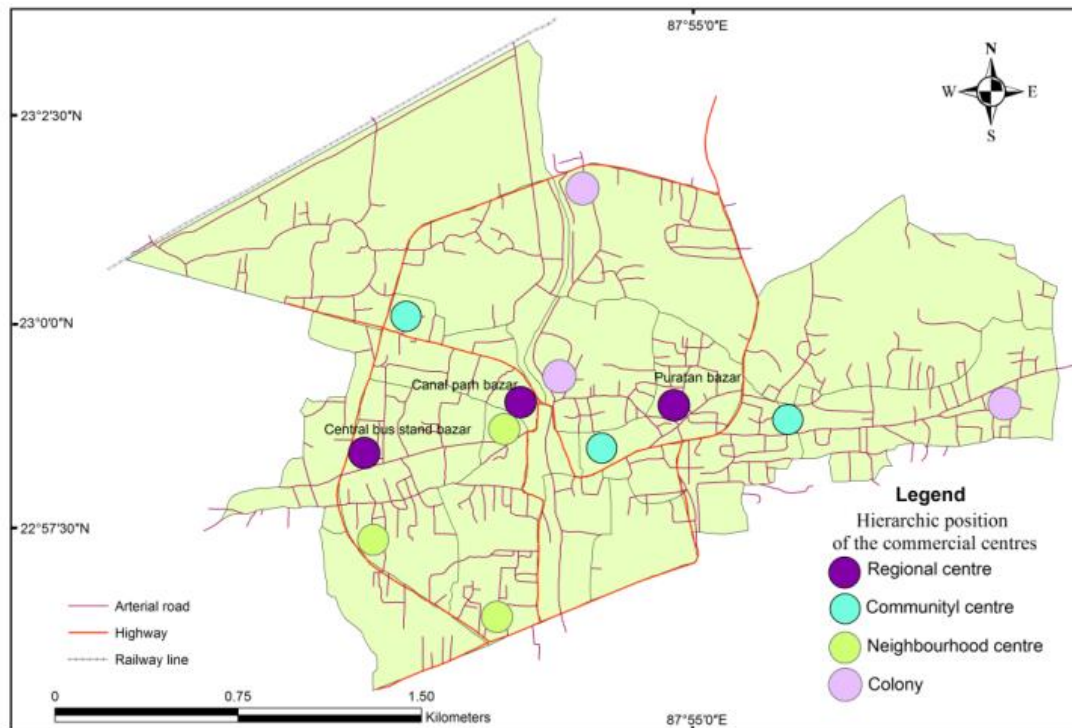 87°55'0"E
N
W E
S
23°2'30"N
23°0'0"N
22°57'30"N
Canal parh bazar
Puratan bazar
Central bus stand bazar
Legend
Hierarchic position
of the commercial centres
Regional centre
Communityl centre
Neighbourhood centre
Colony
Arterial road
Highway
Railway line
0 0.75 1.50
Kilometers
87°55'0"E